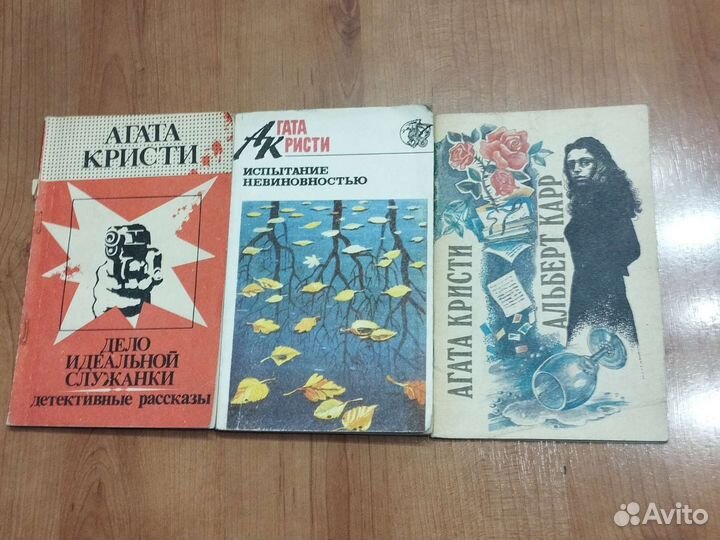 АГАТА
КРИСТИ
ДЕЛО
ИДЕАЛЬНОЙ
СЛУЖАНКИ
детективные рассказы
АГАТА
КРИСТИ
ИСПЫТАНИЕ
НЕВИНОВНОСТЬЮ
АГАТА КРИСТИ
АЛЬБЕРТ КАРР
Avito